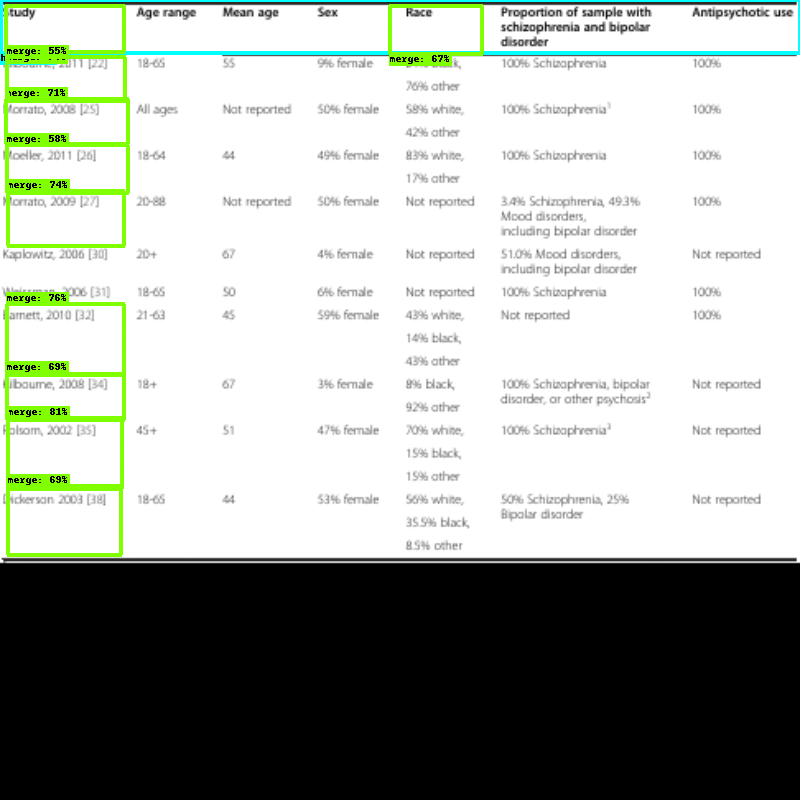 Study Age range Mean age Sex Race Proportion of sample with
schizophrenia and bipolar
disorder Antipsychotic use
merge: 55%
merge: 67%
2011 [22] 18-65 55 9% female 100% Schizophrenia 100%
76% other
merge: 71%
Morrato, 2008 [25] All ages Not reported 50% female 58% white, 100% Schizophrenia1 100%
42% other
merge: 58%
Moeller, 2011 [26] 18-64 44 49% female 83% white, 100% Schizophrenia 100%
17% other
merge: 74%
Morrato, 2009 [27] 20-88 Not reported 50% female Not reported 3.4% Schizophrenia, 49.3%
Mood disorders,
including bipolar disorder 100%
Kaplowitz, 2006 [30] 20+ 67 4% female Not reported 51.0% Mood disorders,
including bipolar disorder Not reported
2006 [31] 18-65 50 6% female Not reported 100% Schizophrenia 100%
merge: 76%
Barnett, 2010 [32] 21-63 45 59% female 43% white, Not reported 100%
14% black,
43% other
merge: 69%
Kilbourne, 2008 [34] 18+ 67 3% female 8% black, 100% Schizophrenia, bipolar
disorder, or other psychosis2 Not reported
92% other
merge: 81%
Folsom, 2002 [35] 45+ 51 47% female 70% white, 100% Schizophrenia3 Not reported
15% black,
15% other
merge: 69%
Dickerson 2003 [38] 18-65 44 53% female 56% white, 50% Schizophrenia, 25%
Bipolar disorder Not reported
35.5% black,
8.5% other